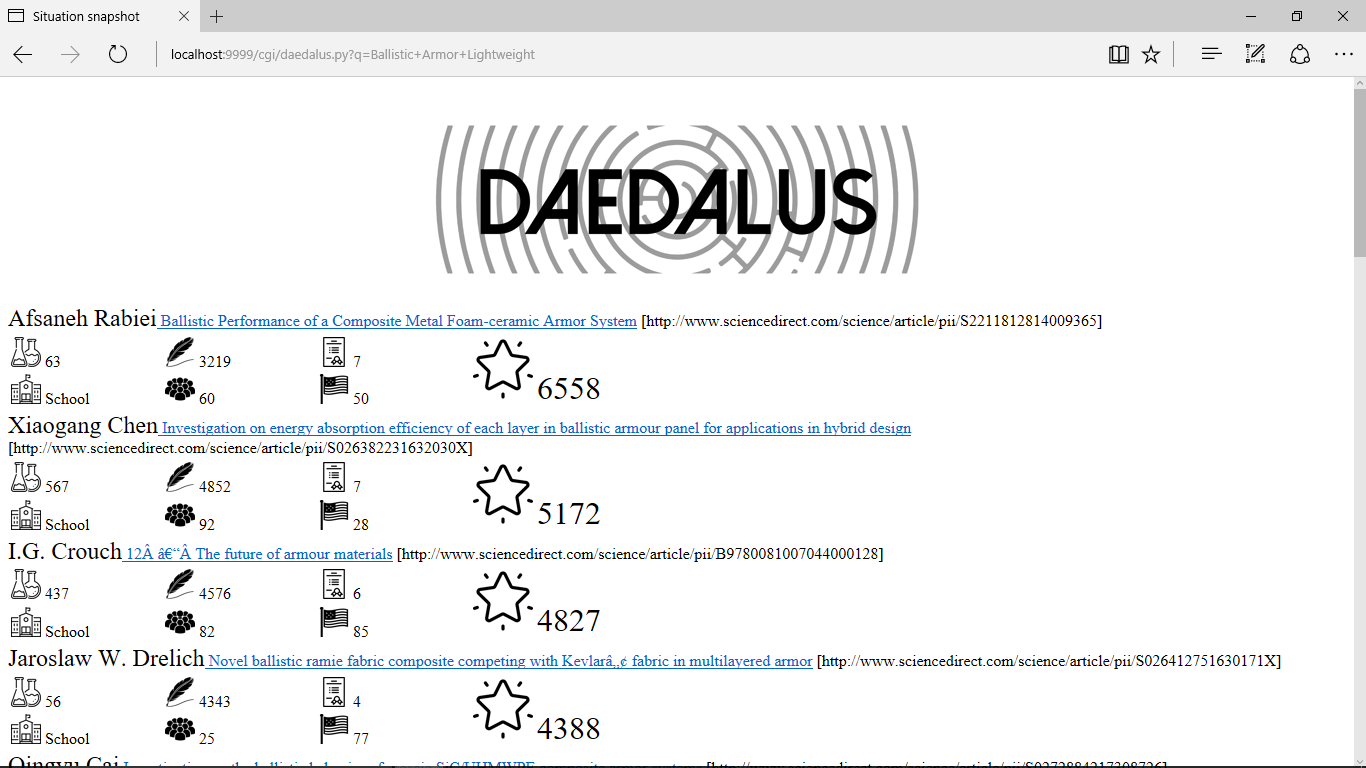 Situation snapshot
localhost:9999/cgi/daedalus.py?q=Ballistic+Armor+Lightweight
DAEDALUS
Afsaneh Rabiei Ballistic Performance of a Composite Metal Foam-ceramic Armor System [http://www.sciencedirect.com/science/article/pii/S2211812814009365]
63 3219 7
6558
School 60 50
Xiaogang Chen Investigation on energy absorption efficiency of each layer in ballistic armour panel for applications in hybrid design
[http://www.sciencedirect.com/science/article/pii/S026382231632030X]
567 4852 7
5172
School 92 28
I.G. Crouch 12Â â€“Â The future of armour materials [http://www.sciencedirect.com/science/article/pii/B9780081007044000128]
437 4576 6
4827
School 82 85
Jaroslaw W. Drelich Novel ballistic ramie fabric composite competing with Kevlarâ„¢ fabric in multilayered armor [http://www.sciencedirect.com/science/article/pii/S026412751630171X]
56 4343 4
4388
School 25 77